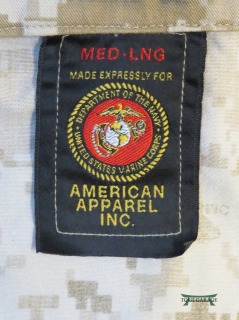 MED-LNG
MADE EXPRESSLY FOR
DEPARTMENT OF THE NAVY
UNITED STATES MARINE CORPS
AMERICAN
APPAREL
INC.